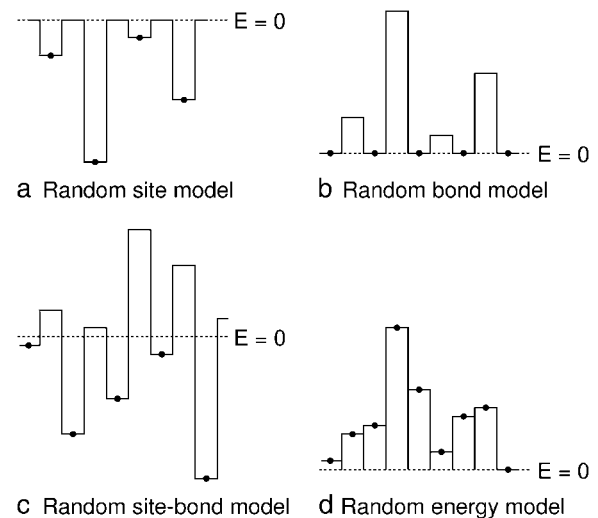 E = 0
a Random site model
E = 0
b Random bond model
E = 0
c Random site-bond model
E = 0
d Random energy model